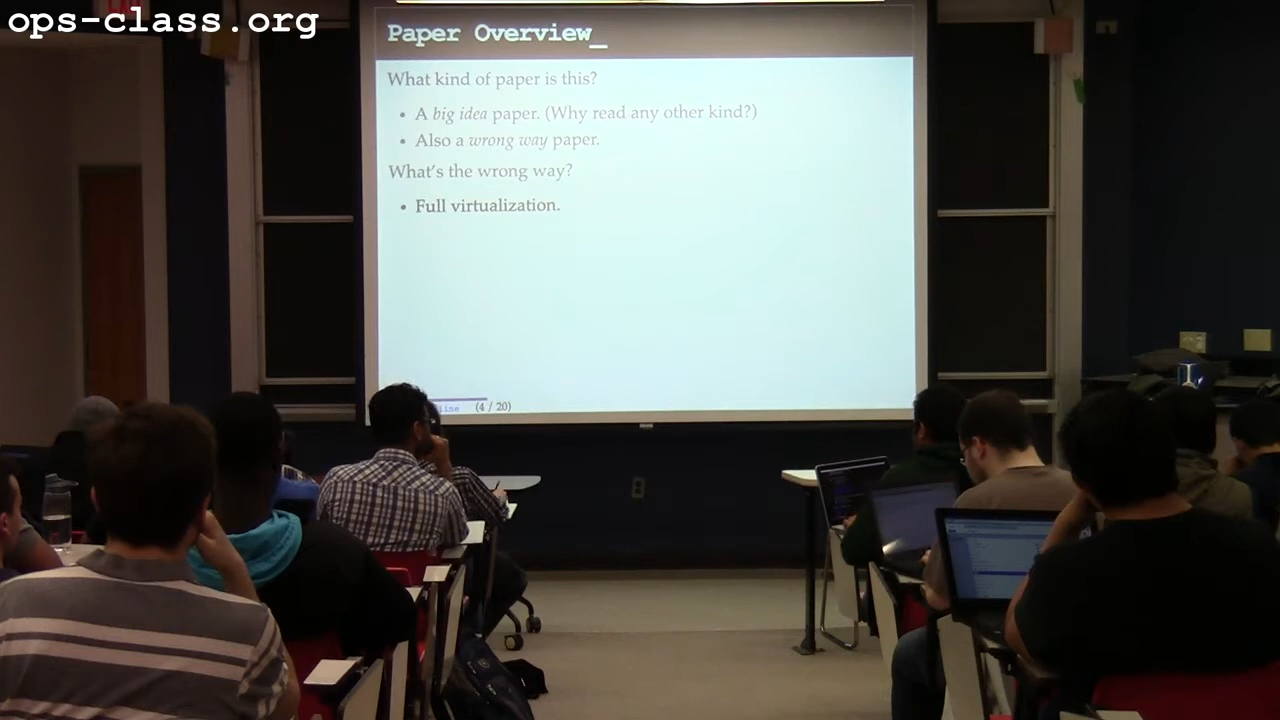 ops-class.org
Paper Overview_
What kind of paper is this?
• A big idea paper. (Why read any other kind?)
• Also a wrong way paper.
What's the wrong way?
• Full virtualization.
(4 / 20)